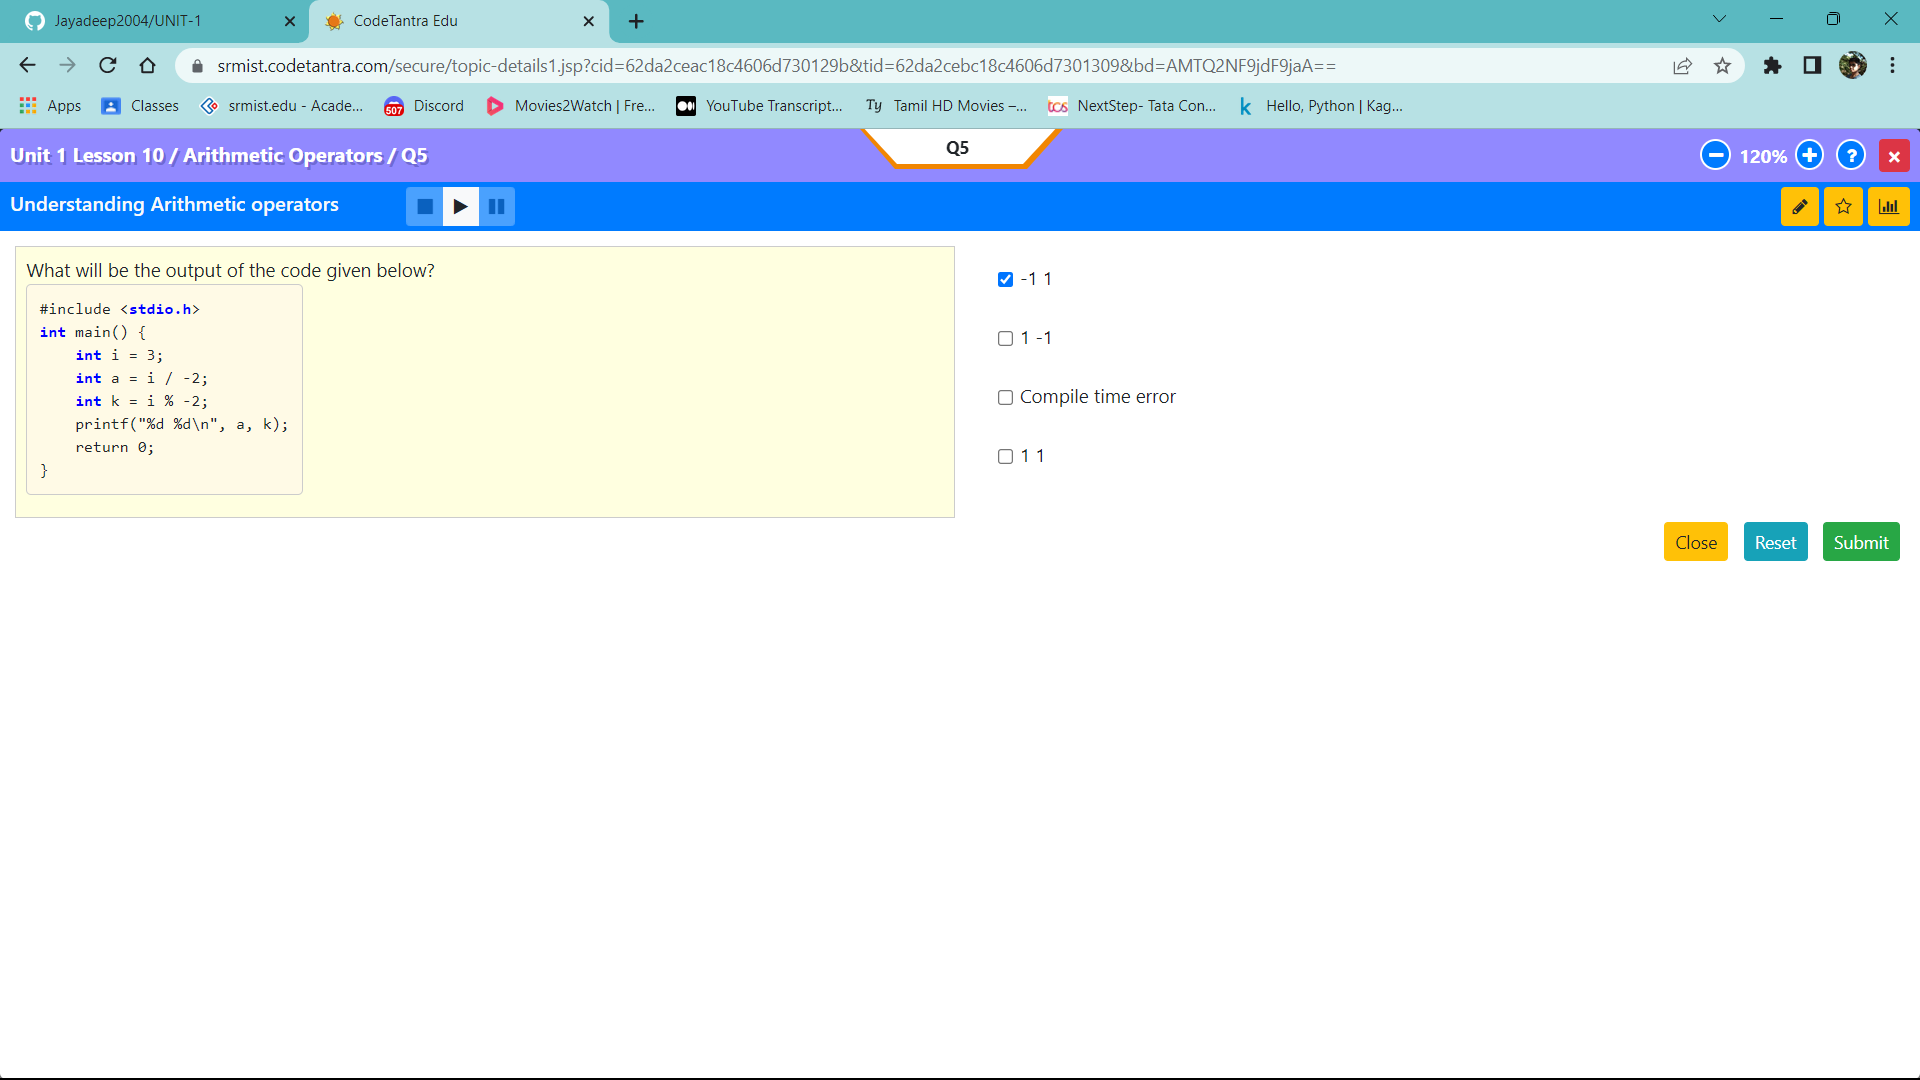 Jayadeep2004/UNIT-1
CodeTantra Edu
srmist.codetantra.com/secure/topic-details1.jsp?cid=62da2ceac18c4606d730129b&tid=62da2cebc18c4606d7301309&bd=AMTQ2NF9jdF9jaA==
Apps
Classes
srmist.edu - Acade...
507
Discord
Movies2Watch | Fre...
YouTube Transcript...
Ty
Tamil HD Movies –...
tcs
NextStep- Tata Con...
k
Hello, Python | Kag...
Unit 1 Lesson 10 / Arithmetic Operators / Q5
Q5
120%
?
Understanding Arithmetic operators
What will be the output of the code given below?
#include <stdio.h>
int main() {
    int i = 3;
    int a = i / -2;
    int k = i % -2;
    printf("%d %d\n", a, k);
    return 0;
}
-1 1
1 -1
Compile time error
1 1
Close
Reset
Submit